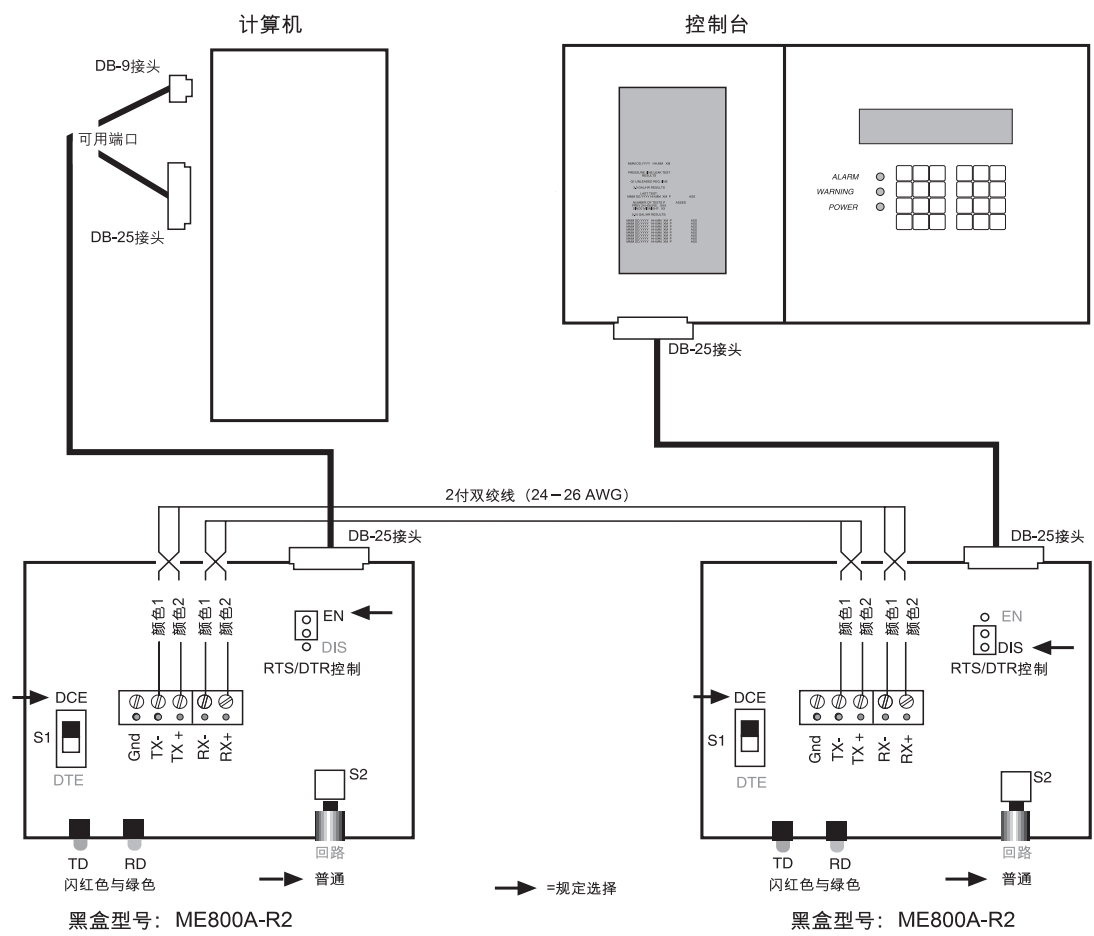 计算机
控制台
DB-9接头
可用端口
DB-25接头
ALARM
WARNING
POWER
DB-25接头
2付双绞线（24－26 AWG）
DB-25接头
DB-25接头
颜色1
颜色2
颜色1
颜色2
EN
DIS
RTS/DTR控制
DCE
S1
DTE
Gnd
TX-
TX +
RX-
RX+
S2
TD
RD
闪红色与绿色
回路
普通
颜色1
颜色2
颜色1
颜色2
EN
DIS
RTS/DTR控制
DCE
S1
DTE
Gnd
TX-
TX +
RX-
RX+
S2
TD
RD
闪红色与绿色
回路
普通
=规定选择
黑盒型号：ME800A-R2
黑盒型号：ME800A-R2